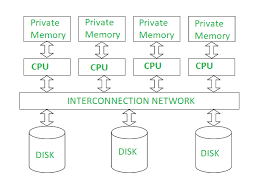 Private Private Private Private
Memory Memory Memory Memory
CPU CPU CPU CPU
INTERCONNECTION NETWORK
DISK DISK DISK